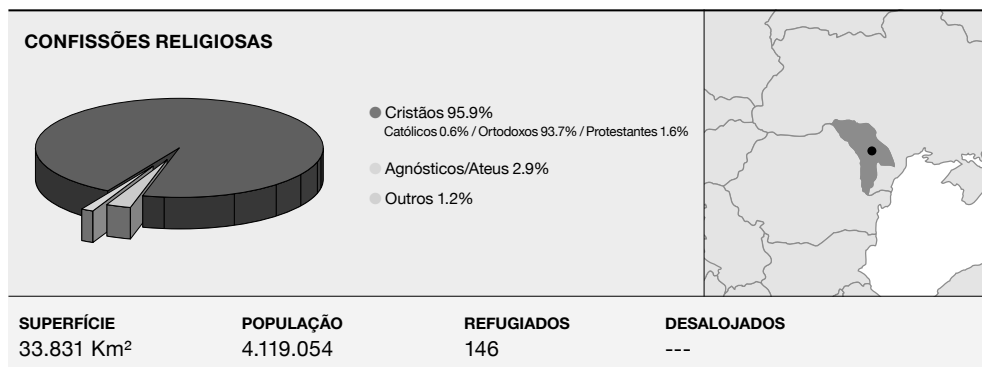 CONFISSÕES RELIGIOSAS
Cristãos 95.9%
Católicos 0.6% / Ortodoxos 93.7% / Protestantes 1.6%
Agnósticos/Ateus 2.9%
Outros 1.2%
SUPERFÍCIE POPULAÇÃO REFUGIADOS DESALOJADOS
33.831 Km² 4.119.054 146 ---